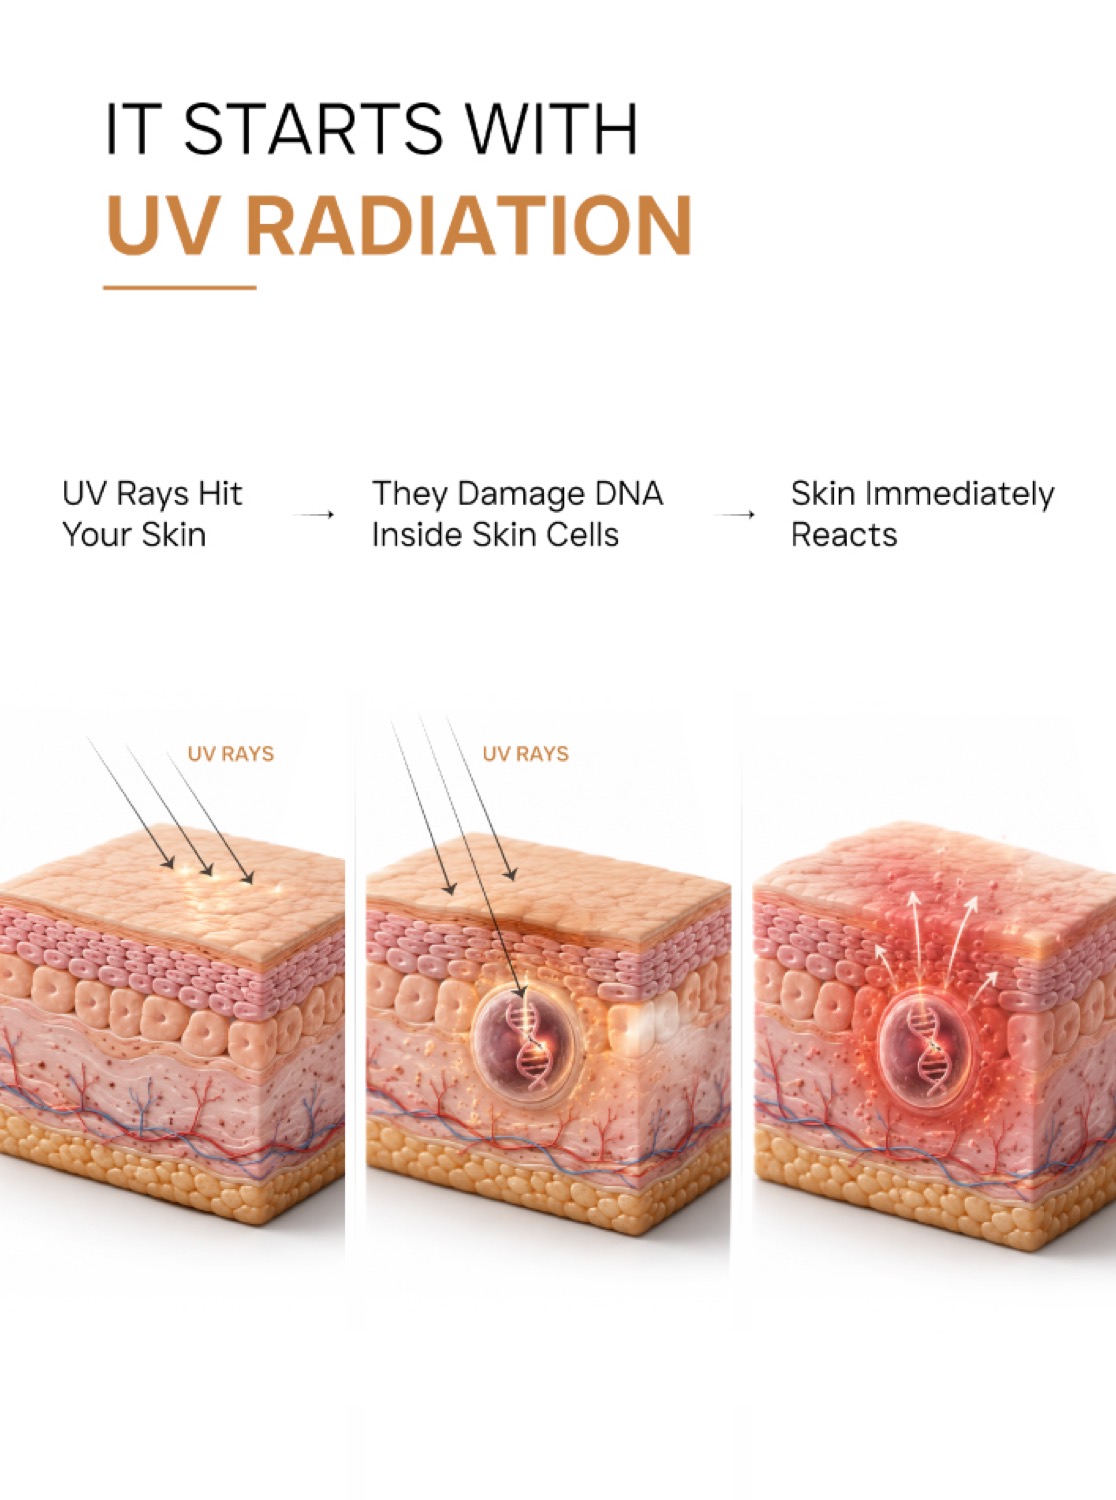 IT STARTS WITH
UV RADIATION
UV Rays Hit
Your Skin
They Damage DNA
Inside Skin Cells
Skin Immediately
Reacts
UV RAYS
UV RAYS